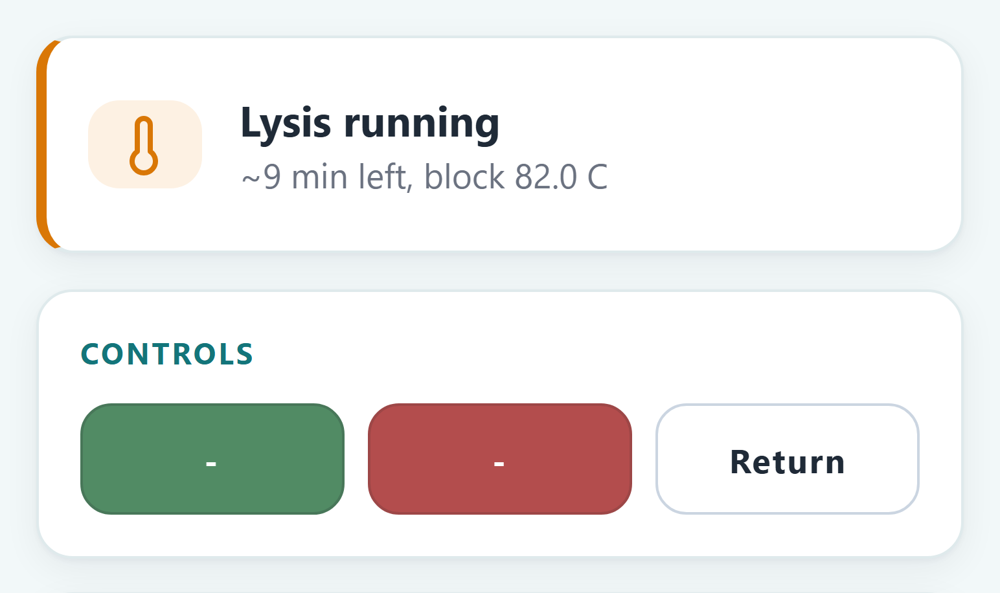 Lysis running
~9 min left, block 82.0 C
CONTROLS
-
-
Return